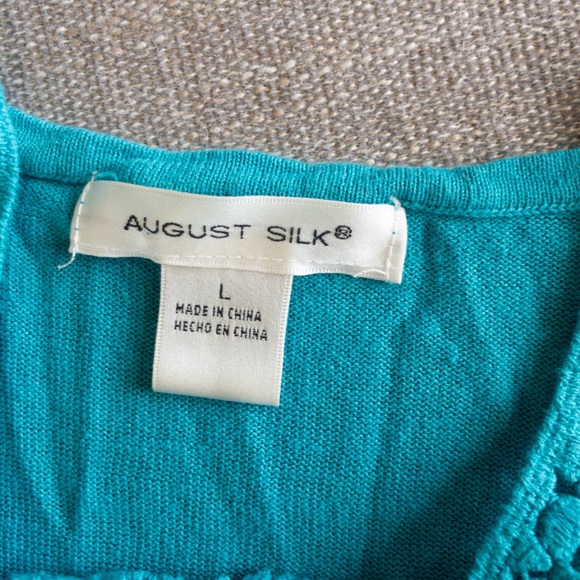 AUGUST SILK®
L
MADE IN CHINA
HECHO EN CHINA